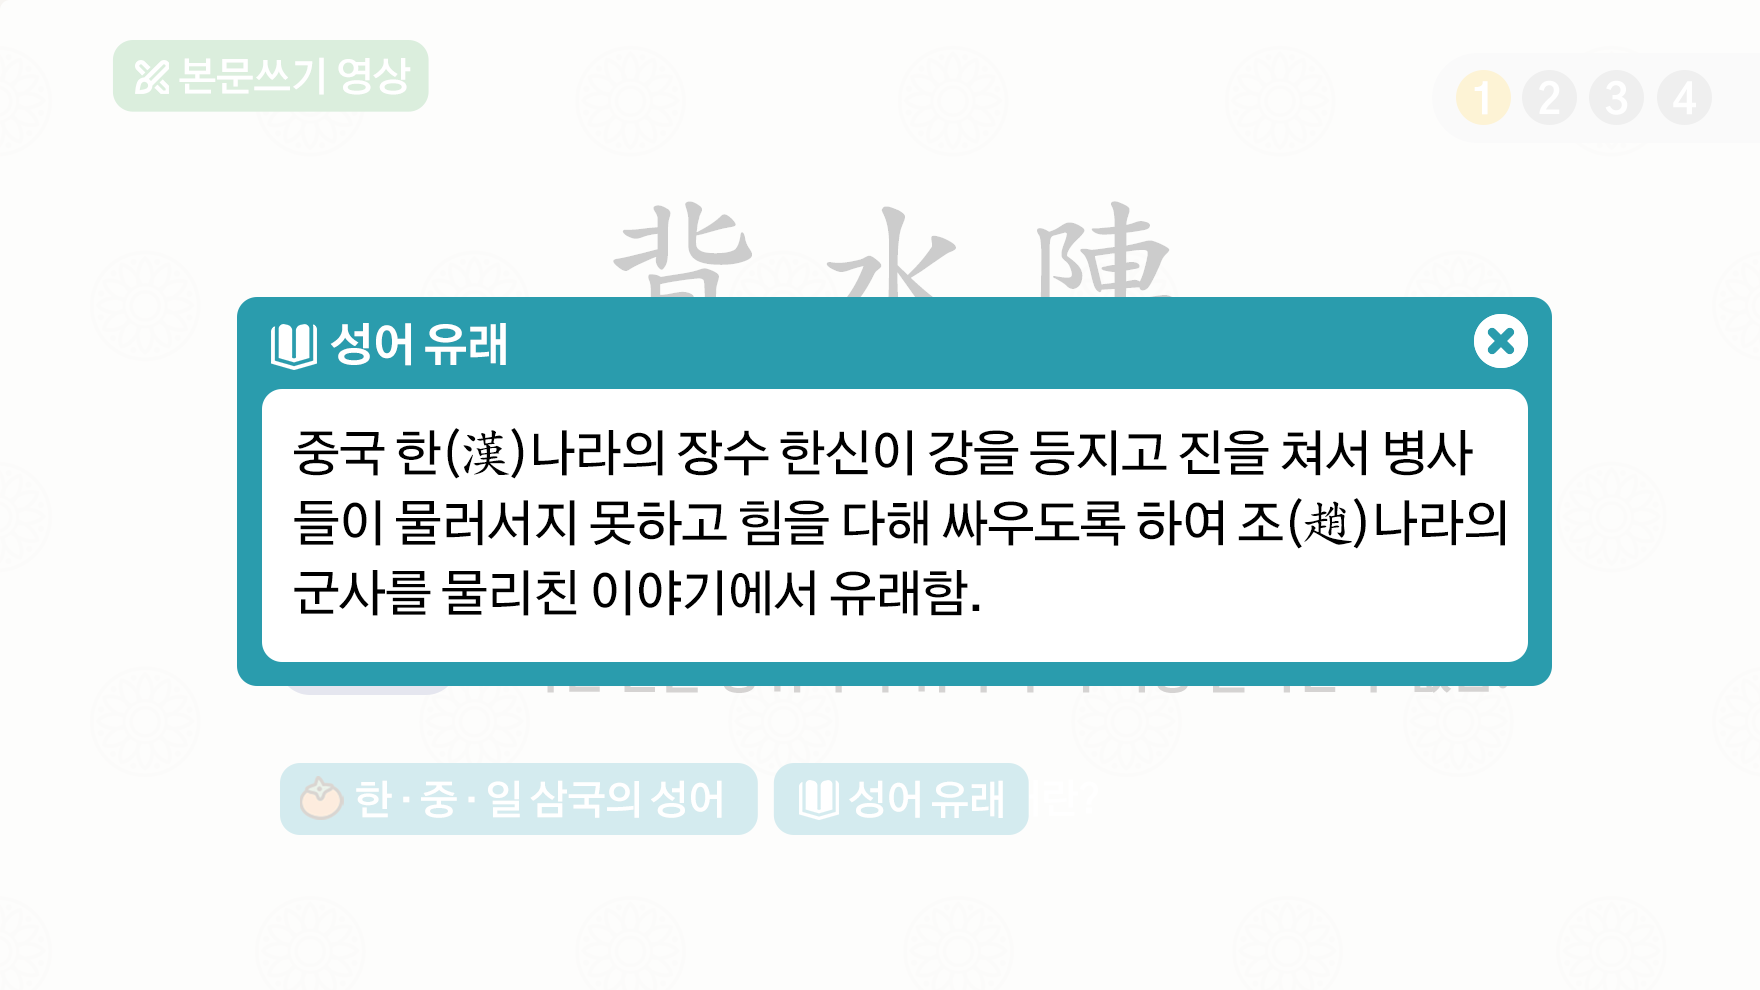 본문쓰기 영상
1 2 3 4
背水陣
성어 유래
중국 한(漢)나라의 장수 한신이 강을 등지고 진을 쳐서 병사
들이 물러서지 못하고 힘을 다해 싸우도록 하여 조(趙)나라의
군사를 물리친 이야기에서 유래함.
한·중·일 삼국의 성어
성어 유래
란?